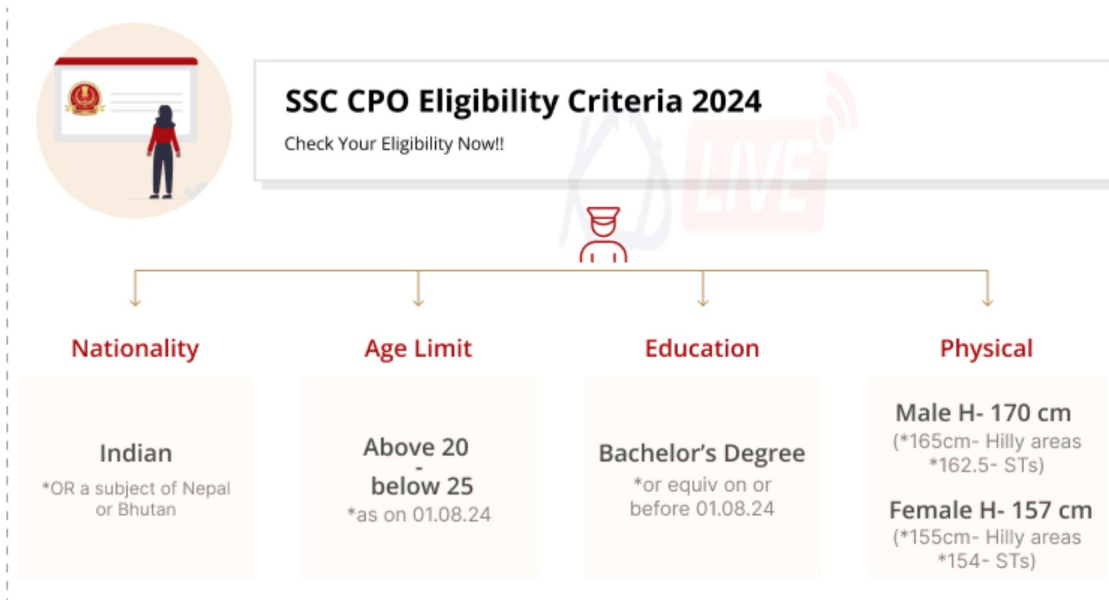 SSC CPO Eligibility Criteria 2024
Check Your Eligibility Now!!
LIVE
Nationality
Indian
*OR a subject of Nepal
or Bhutan
Age Limit
Above 20
-
below 25
*as on 01.08.24
Education
Bachelor’s Degree
*or equiv on or
before 01.08.24
Physical
Male H- 170 cm
(*165cm- Hilly areas
*162.5- STs)
Female H- 157 cm
(*155cm- Hilly areas
*154- STs)